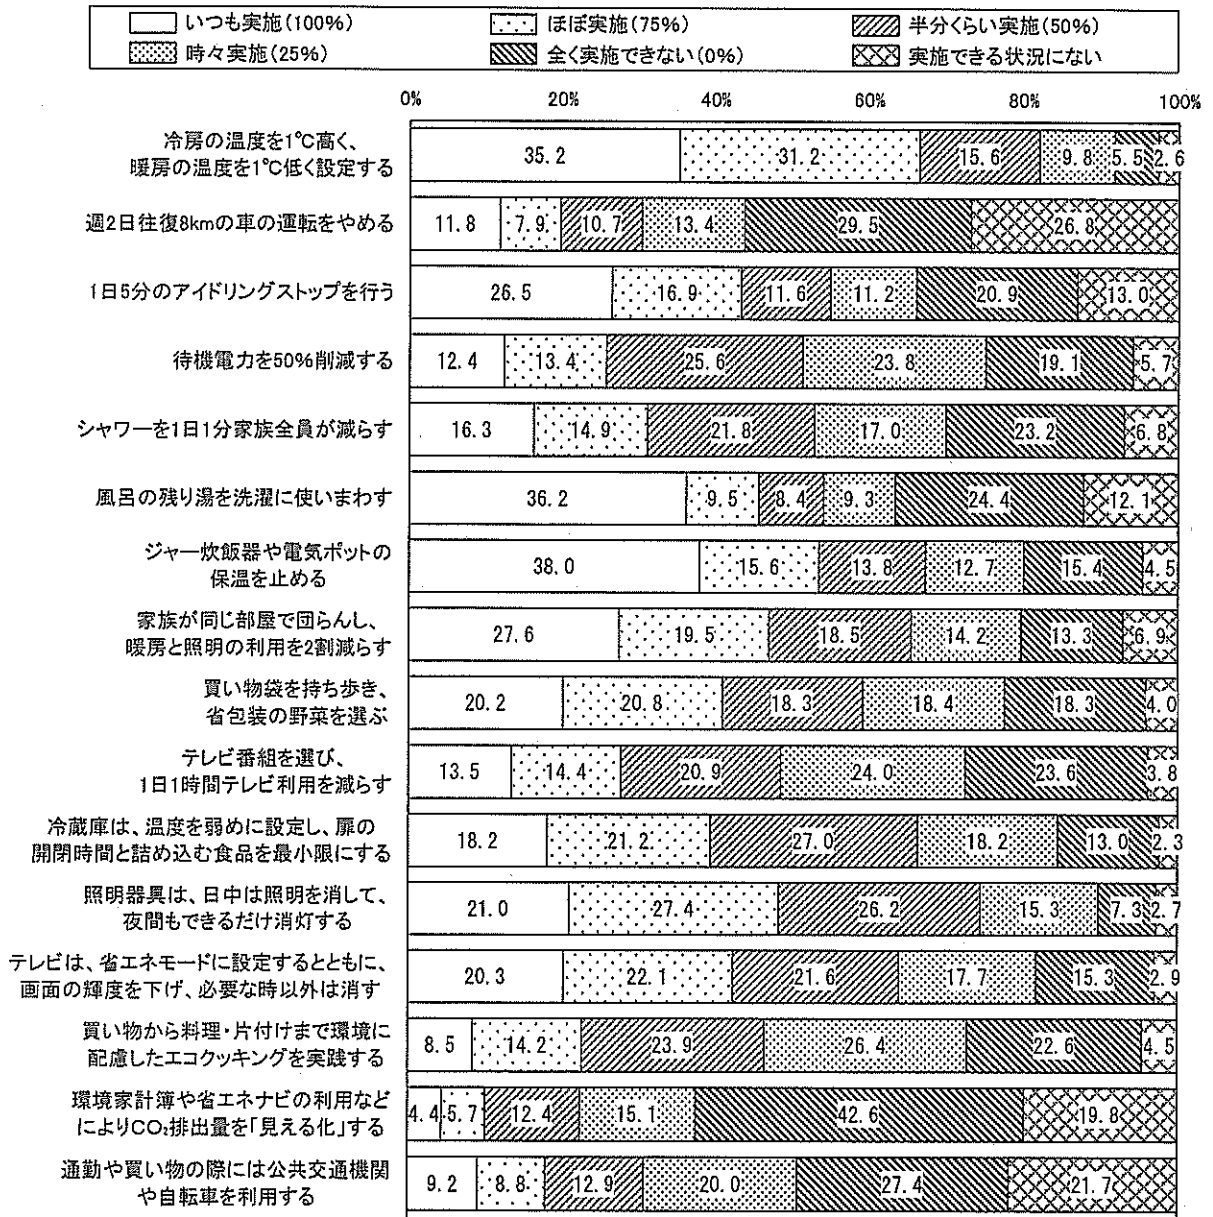 いつも実施(100%) ほぼ実施(75%) 半分くらい実施(50%)
時々実施(25%) 全く実施できない(0%) 実施できる状況にない
0% 20% 40% 60% 80% 100%
冷房の温度を1℃高く、
暖房の温度を1℃低く設定する
35.2 31.2 15.6 9.8 5.5 2.6
週2日往復8kmの車の運転をやめる
11.8 7.9 10.7 13.4 29.5 26.8
1日5分のアイドリングストップを行う
26.5 16.9 11.6 11.2 20.9 13.0
待機電力を50%削減する
12.4 13.4 25.6 23.8 19.1 5.7
シャワーを1日1分家族全員が減らす
16.3 14.9 21.8 17.0 23.2 6.8
風呂の残り湯を洗濯に使いまわす
36.2 9.5 8.4 9.3 24.4 12.1
ジャー炊飯器や電気ポットの
保温を止める
38.0 15.6 13.8 12.7 15.4 4.5
家族が同じ部屋で団らんし、
暖房と照明の利用を2割減らす
27.6 19.5 18.5 14.2 13.3 6.9
買い物袋を持ち歩き、
省包装の野菜を選ぶ
20.2 20.8 18.3 18.4 18.3 4.0
テレビ番組を選び、
1日1時間テレビ利用を減らす
13.5 14.4 20.9 24.0 23.6 3.8
冷蔵庫は、温度を弱めに設定し、扉の
開閉時間と詰め込む食品を最小限にする
18.2 21.2 27.0 18.2 13.0 2.3
照明器具は、日中は照明を消して、
夜間もできるだけ消灯する
21.0 27.4 26.2 15.3 7.3 2.7
テレビは、省エネモードに設定するとともに、
画面の輝度を下げ、必要な時以外は消す
20.3 22.1 21.6 17.7 15.3 2.9
買い物から料理・片付けまで環境に
配慮したエコクッキングを実践する
8.5 14.2 23.9 26.4 22.6 4.5
環境家計簿や省エネナビの利用など
によりCO₂排出量を「見える化」する
4.4 5.7 12.4 15.1 42.6 19.8
通勤や買い物の際には公共交通機関
や自転車を利用する
9.2 8.8 12.9 20.0 27.4 21.7